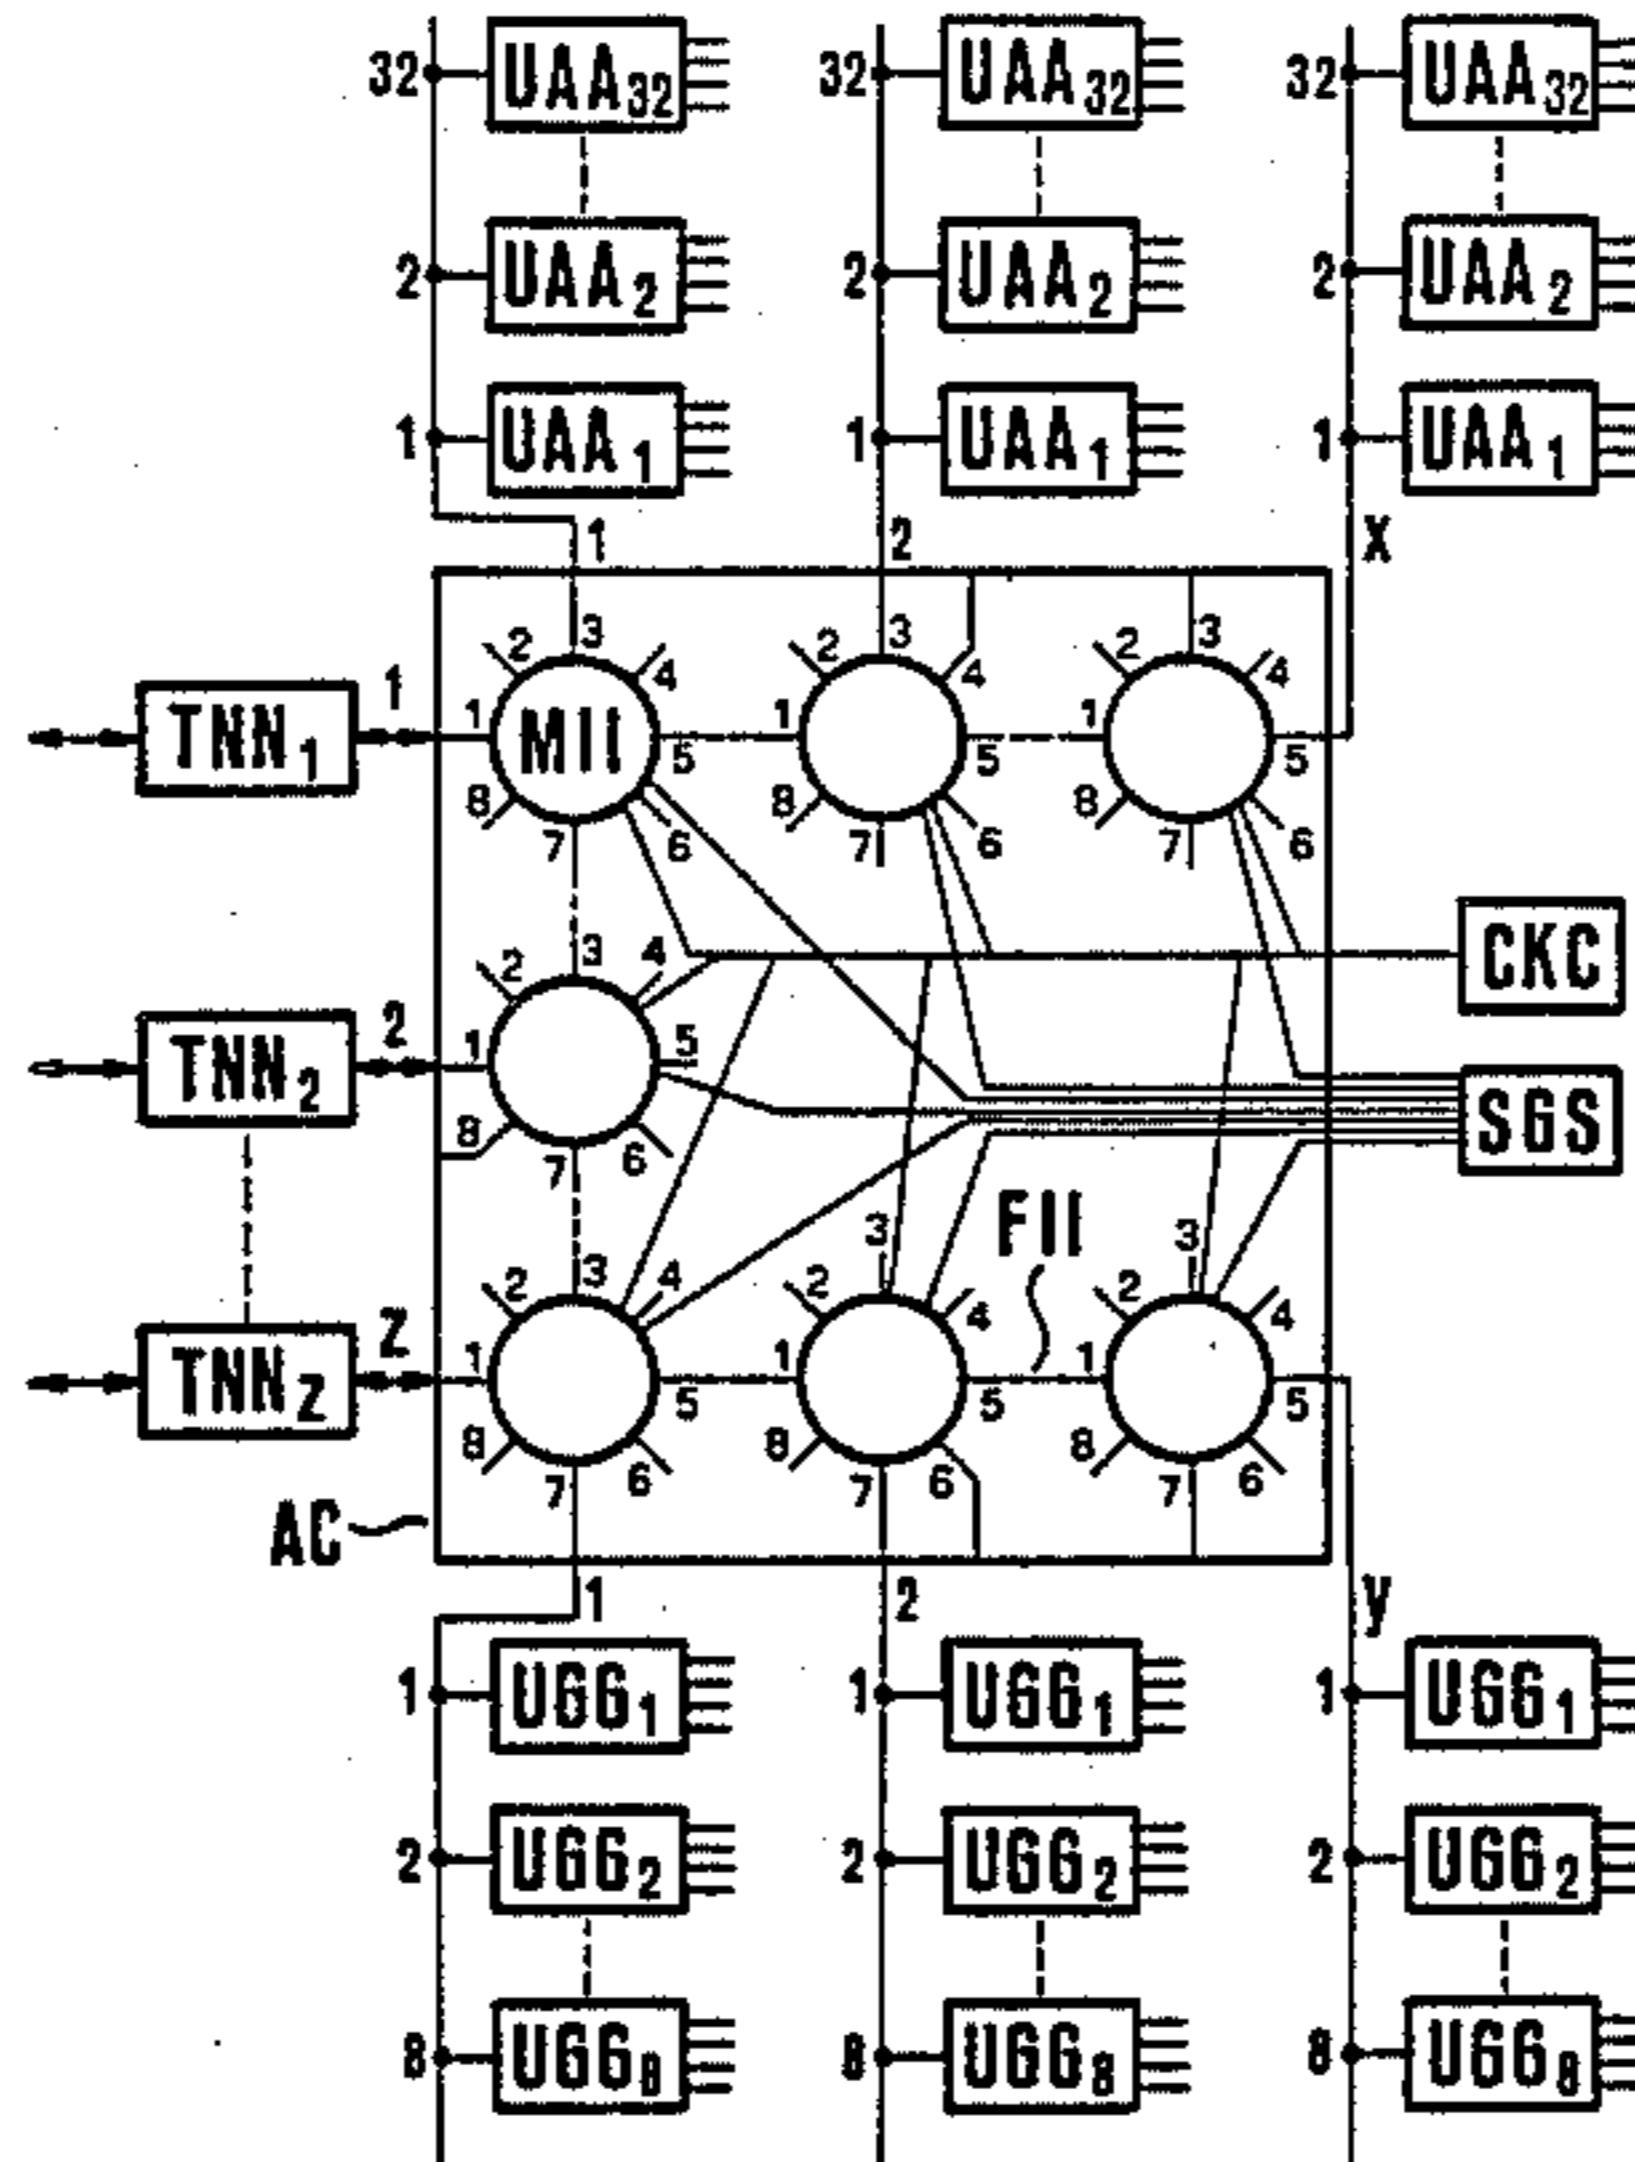 32 UAA32 32 UAA32 32 UAA32
2 UAA2 2 UAA2 2 UAA2
1 UAA1 1 UAA1 1 UAA1
1 2 X
2 3 4 2 3 4 2 3 4
TNN1 1 1 MII 5 1 5 1 5
8 7 6 8 7 6 8 7 6
CKC
2 3 4
TNN2 2 1 5
8 7 6
SGS
FII
2 3 4 2 3 4 2 3 4
TNNZ Z 1 5 1 5 1 5
8 7 6 8 7 6 8 7 6
AC
1 2 y
1 UGG1 1 UGG1 1 UGG1
2 UGG2 2 UGG2 2 UGG2
8 UGG8 8 UGG8 8 UGG8